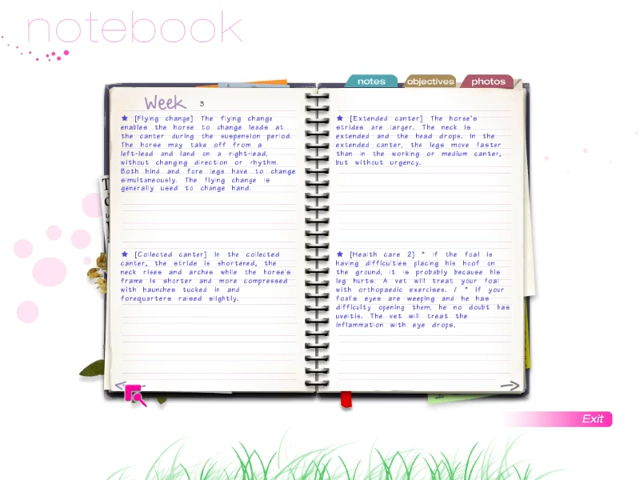 notebook
notes objectives photos
Week 3
★ [Flying change] The flying change
enables the horse to change leads at
the canter during the suspension period.
The horse may take off from a
left-lead and land on a right-lead,
without changing direction or rhythm.
Both hind and fore legs have to change
simultaneously. The flying change is
generally used to change hand.
★ [Collected canter] In the collected
canter, the stride is shortened, the
neck rises and arches while the horse's
frame is shorter and more compressed
with haunches tucked in and
forequarters raised slightly.
★ [Extended canter] The horse's
strides are larger. The neck is
extended and the head drops. In the
extended canter, the legs move faster
than in the working or medium canter,
but without urgency.
★ [Health care 2] * If the foal is
having difficulties placing his hoof on
the ground, it is probably because his
leg hurts. A vet will treat your foal
with orthopaedic exercises. / * If your
foal's eyes are weeping and he has
difficulty opening them, he no doubt has
uveitis. The vet will treat the
inflammation with eye drops.
Exit